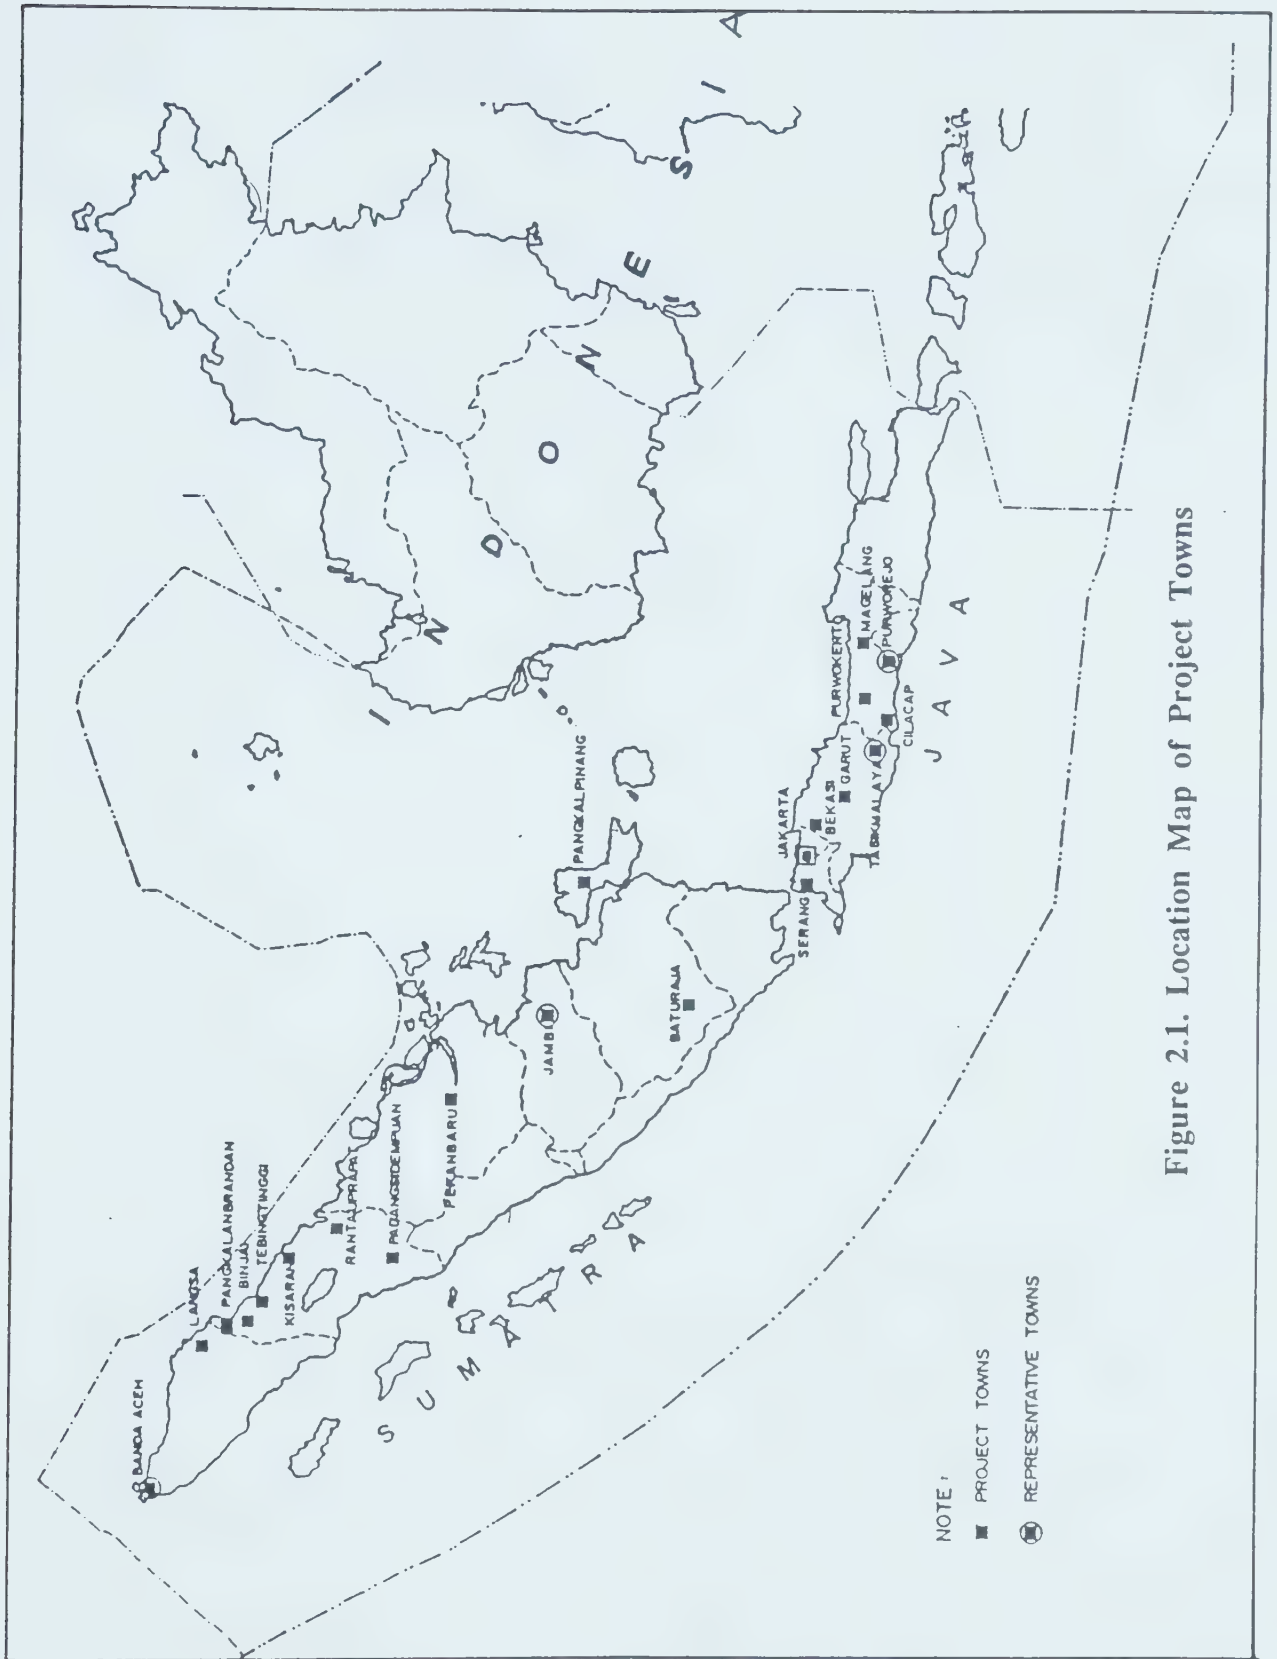 I N D O N E S I A
BANDA ACEH
LANGSA
PANGKALANBRANDAN
BINJAI
TEBINGTINGGI
KISARAN
RANTAUPRAPAT
PADANGSIDEMPUAN
PEKANBARU
JAMBI
BATURAJA
PANGKALPINANG
S U M A T R A
SERANG
JAKARTA
BEKASI
GARUT
TASIKMALAYA
CILACAP
PURWOKERTO
MAGELANG
PURWOREJO
J A V A
NOTE :
PROJECT TOWNS
REPRESENTATIVE TOWNS
Figure 2.1. Location Map of Project Towns